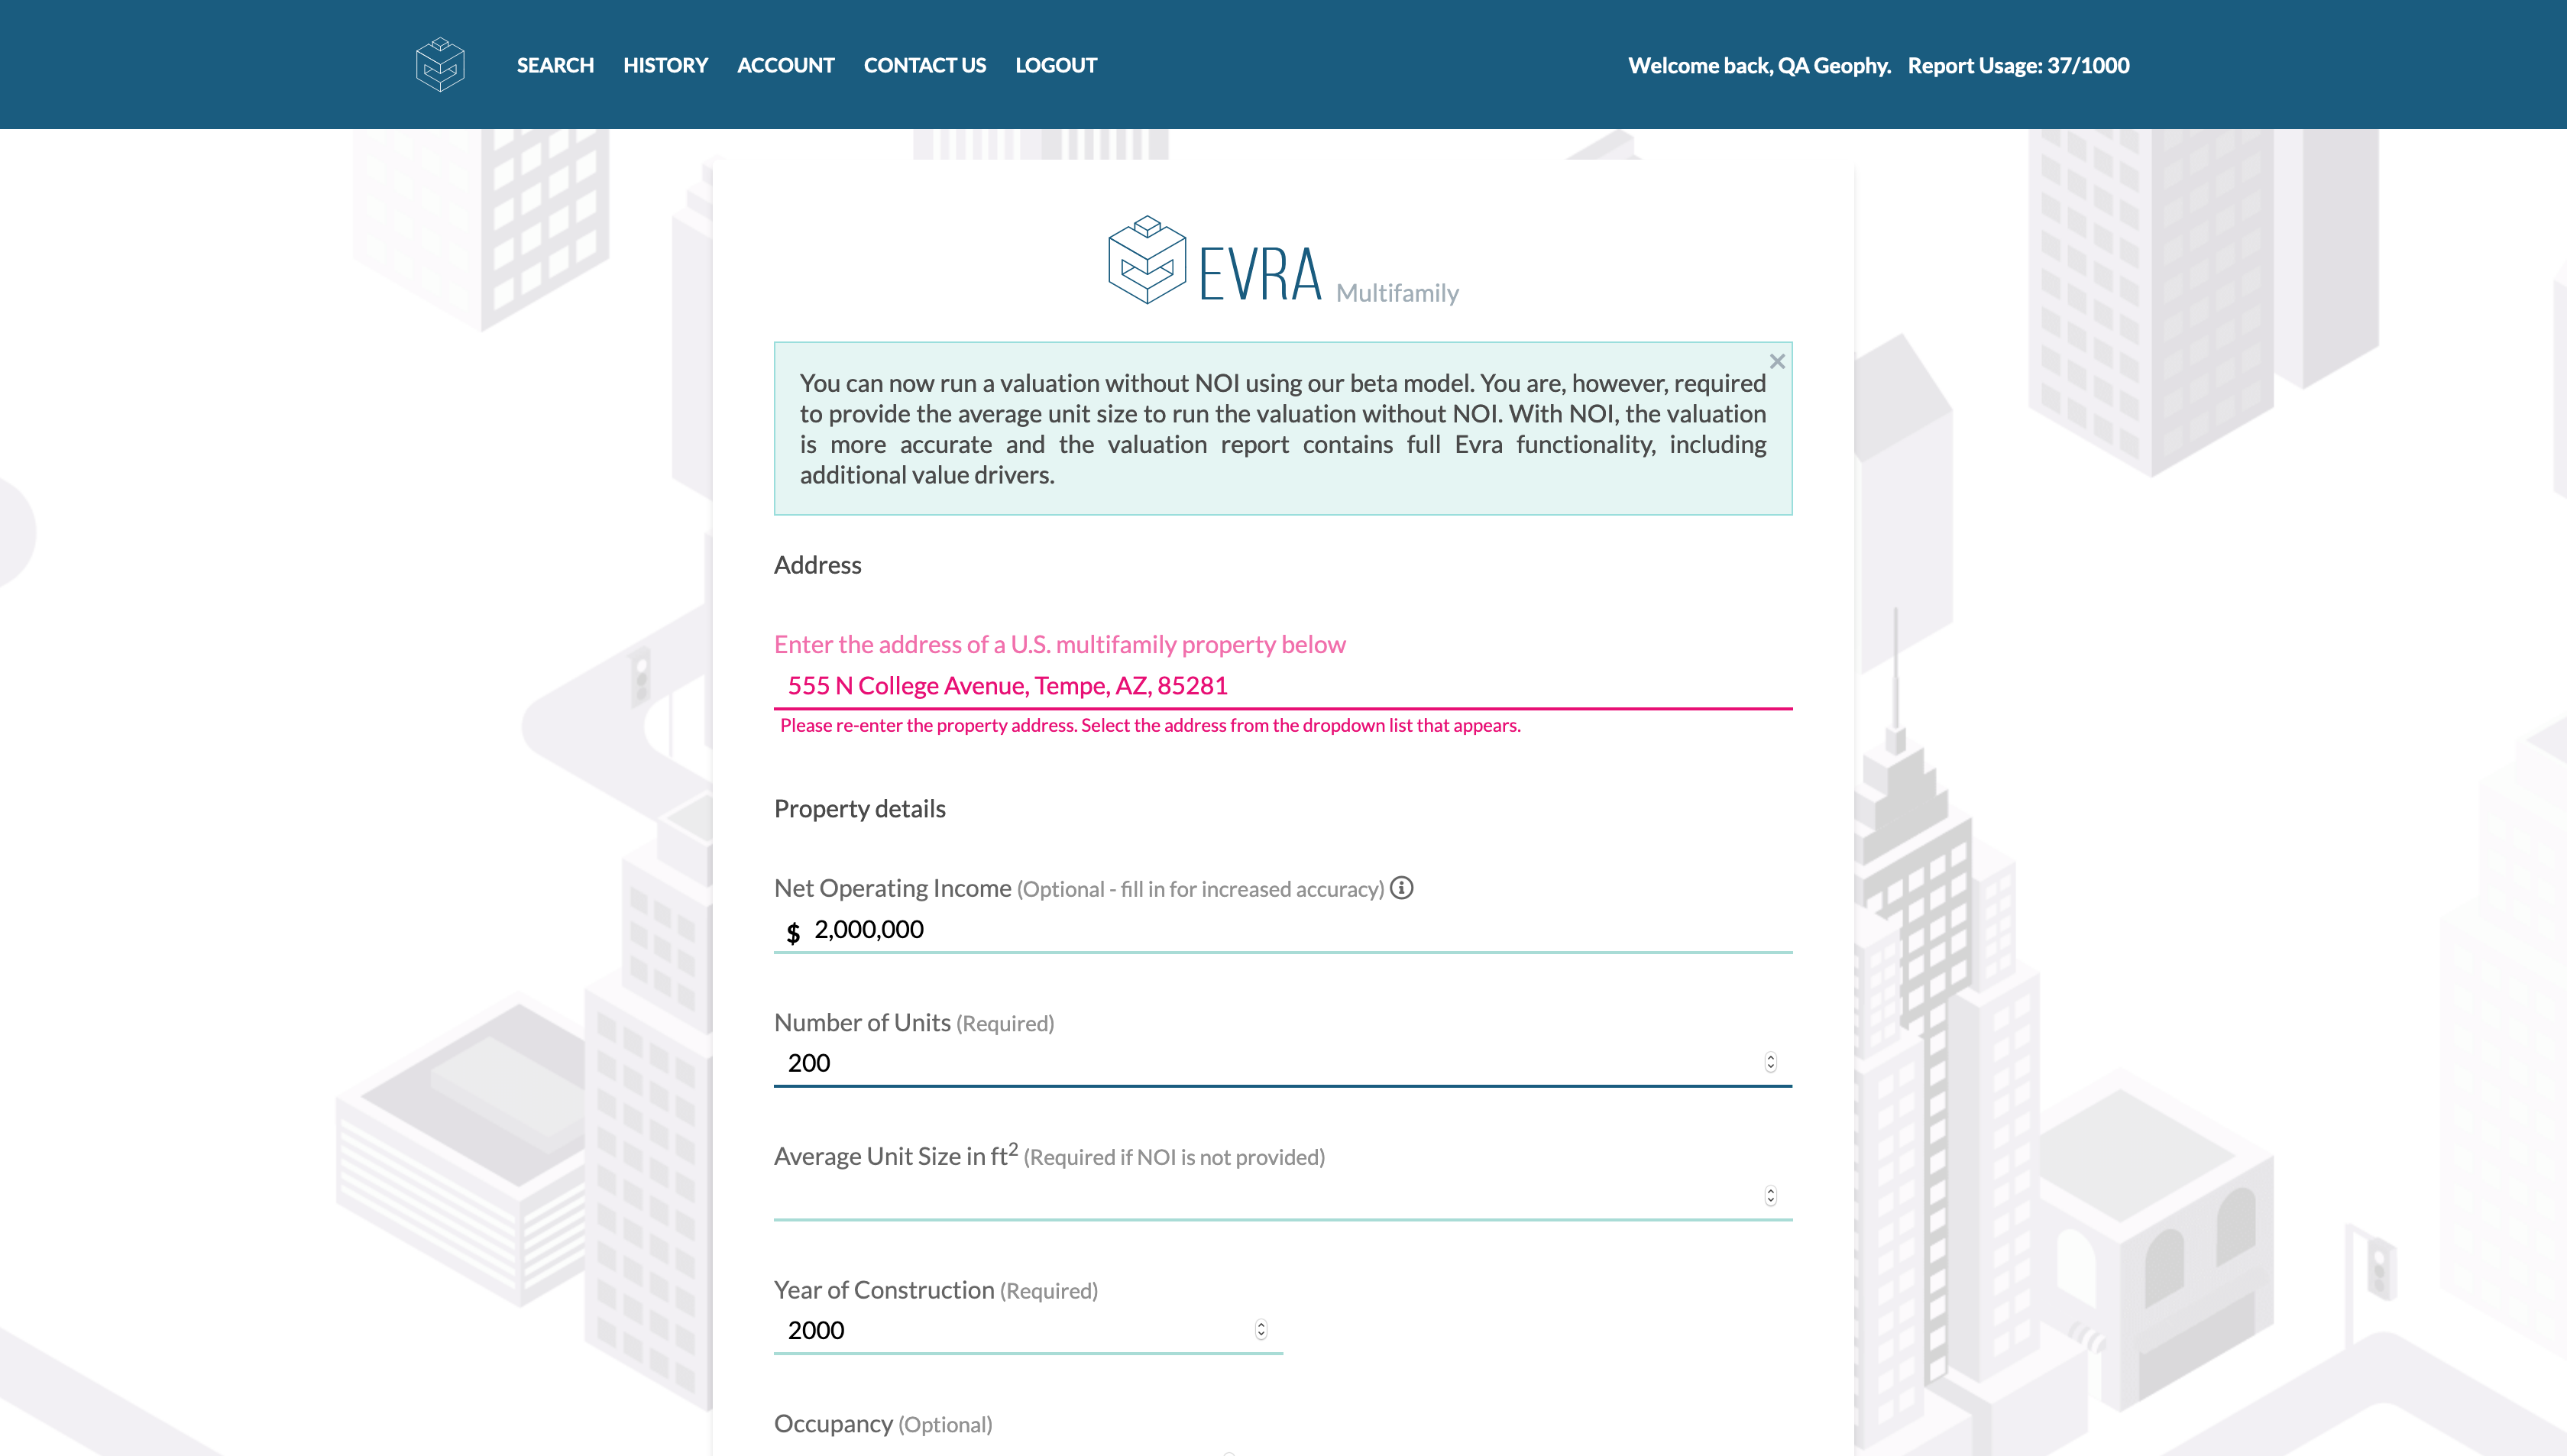 SEARCH HISTORY ACCOUNT CONTACT US LOGOUT Welcome back, QA Geophy. Report Usage: 37/1000
EVRA Multifamily
You can now run a valuation without NOI using our beta model. You are, however, required
to provide the average unit size to run the valuation without NOI. With NOI, the valuation
is more accurate and the valuation report contains full Evra functionality, including
additional value drivers.
Address
Enter the address of a U.S. multifamily property below
555 N College Avenue, Tempe, AZ, 85281
Please re-enter the property address. Select the address from the dropdown list that appears.
Property details
Net Operating Income (Optional - fill in for increased accuracy)
$ 2,000,000
Number of Units (Required)
200
Average Unit Size in ft² (Required if NOI is not provided)
Year of Construction (Required)
2000
Occupancy (Optional)